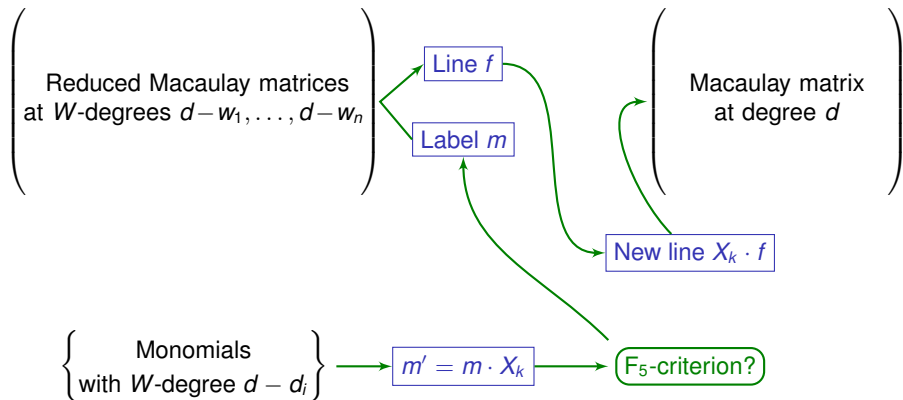 Reduced Macaulay matrices
at W-degrees d−w₁,…,d−wₙ
Line f
Label m
Macaulay matrix
at degree d
New line Xₖ · f
Monomials
with W-degree d − dᵢ
m′ = m · Xₖ
F₅-criterion?